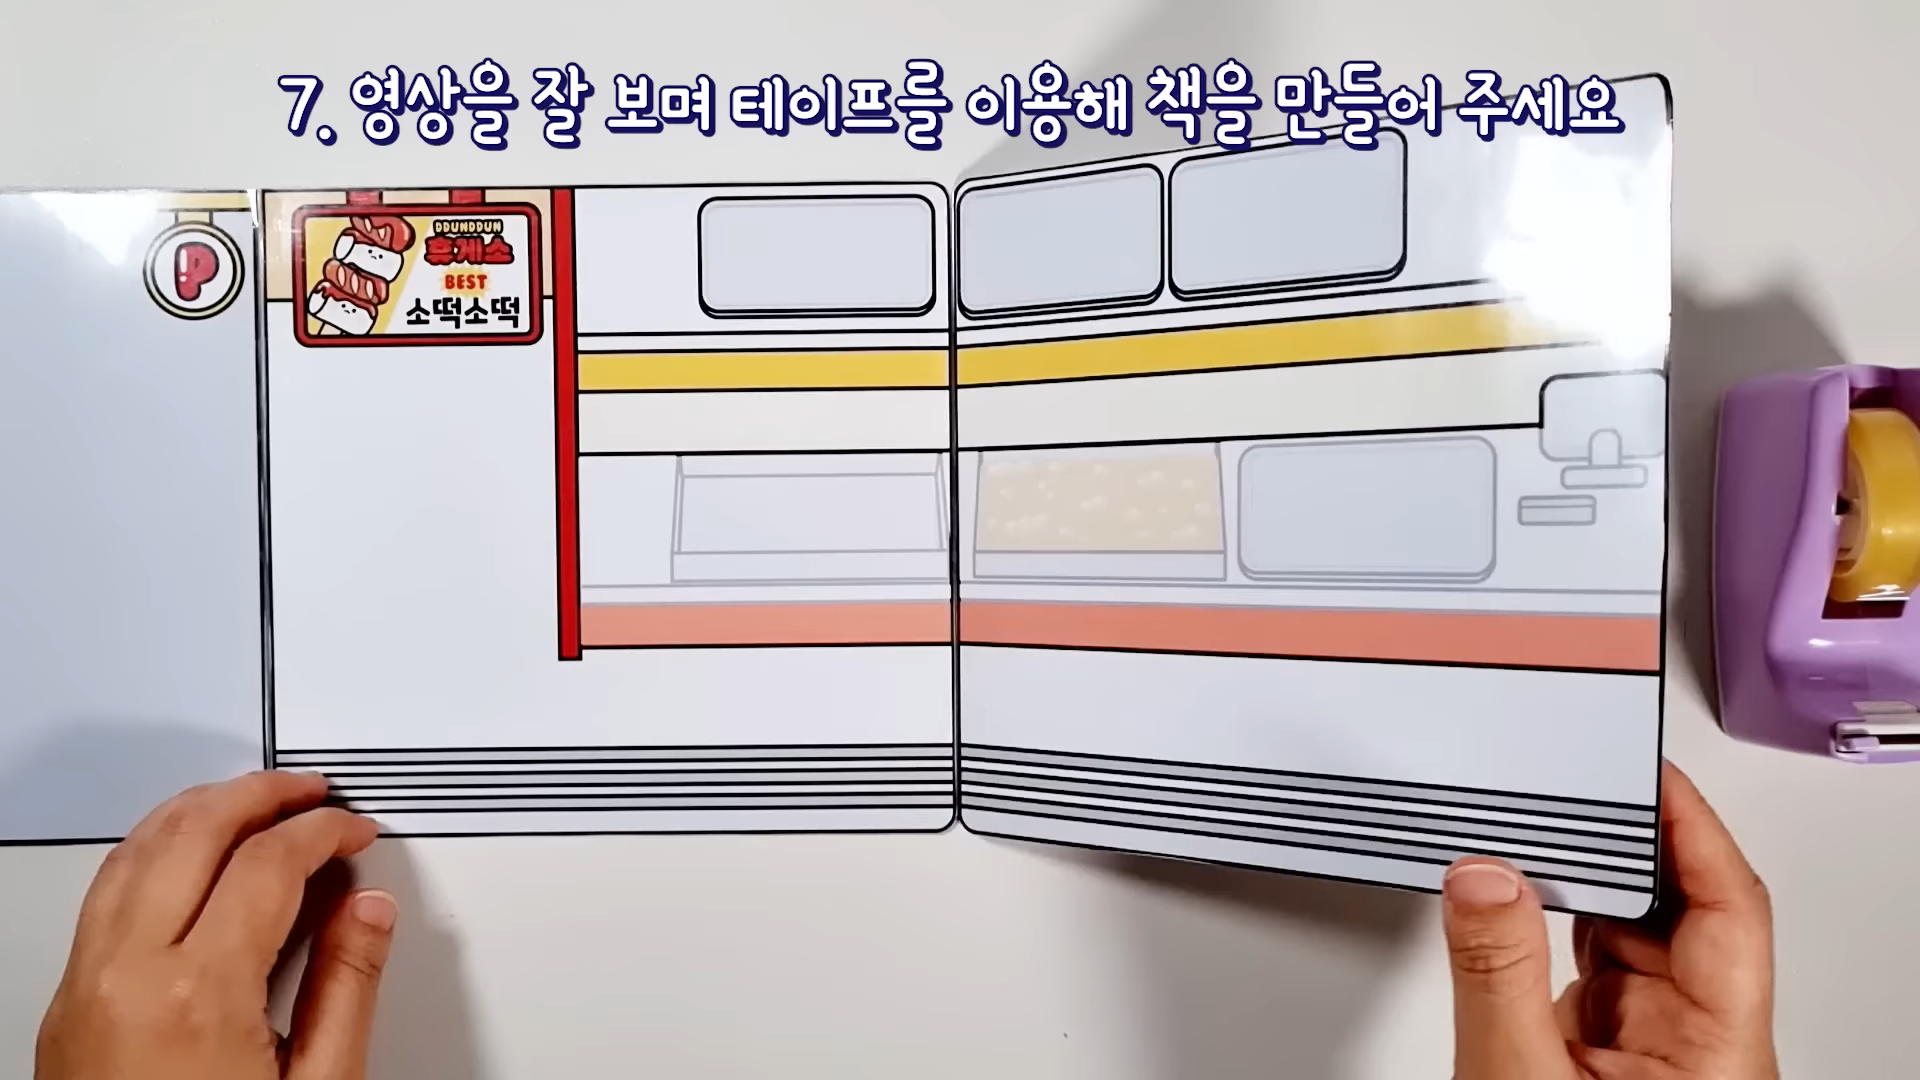 7. 영상을 잘 보며 테이프를 이용해 책을 만들어 주세요
P
DDUNDDUN
휴게소
BEST
소떡소떡